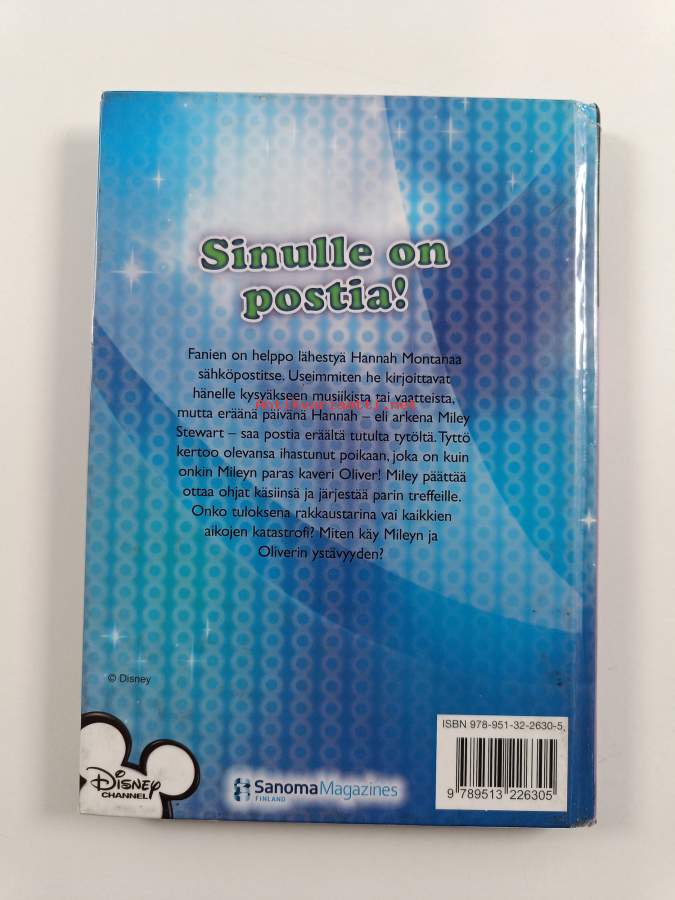 Sinulle on
postia!
Fanien on helppo lähestyä Hannah Montanaa
sähköpostitse. Useimmiten he kirjoittavat
hänelle kysyäkseen musiikista tai vaatteista,
Antikvariaatti.net
mutta eräänä päivänä Hannah – eli arkena Miley
Stewart – saa postia eräältä tutulta tytöltä. Tyttö
kertoo olevansa ihastunut poikaan, joka on kuin
onkin Mileyn paras kaveri Oliver! Miley päättää
ottaa ohjat käsiinsä ja järjestää parin treffeille.
Onko tuloksena rakkaustarina vai kaikkien
aikojen katastrofi? Miten käy Mileyn ja
Oliverin ystävyyden?
© Disney
ISBN 978-951-32-2630-5
DISNEY
CHANNEL
SanomaMagazines
FINLAND
9 789513 226305